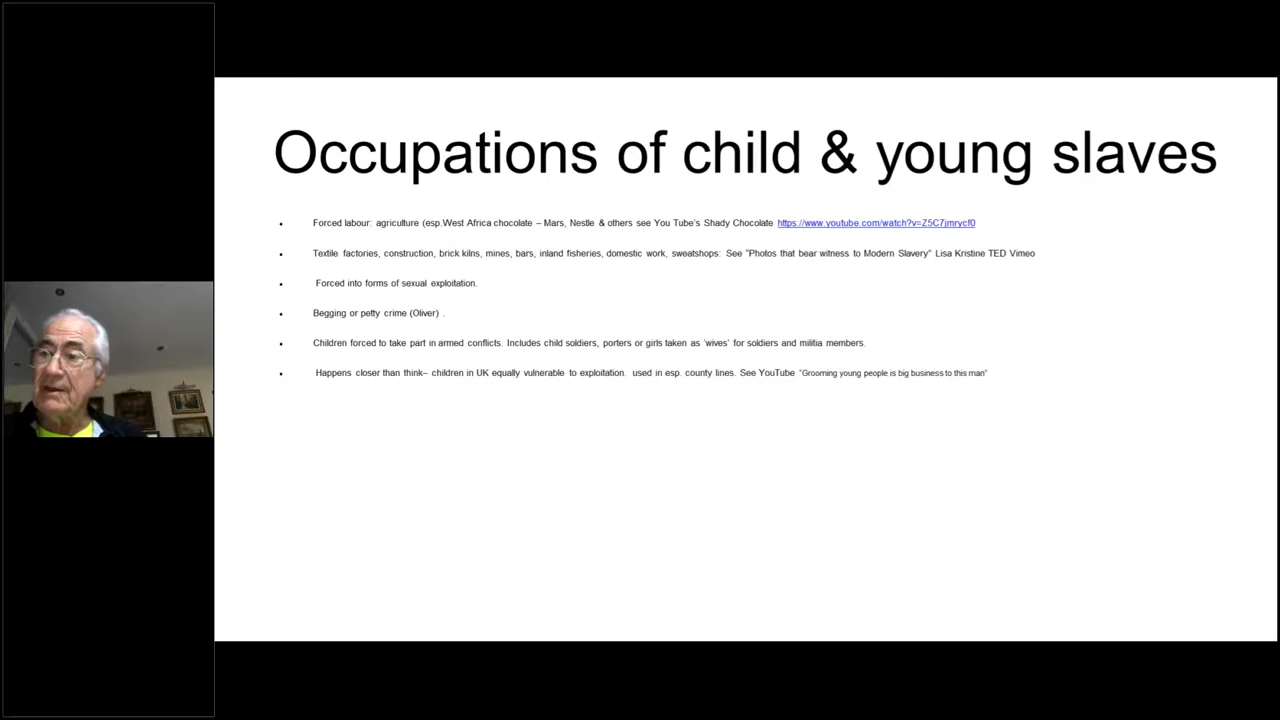 Occupations of child & young slaves
• Forced labour: agriculture (esp.West Africa chocolate – Mars, Nestle & others see You Tube's Shady Chocolate https://www.youtube.com/watch?v=Z5C7jmrycf0
• Textile factories, construction, brick kilns, mines, bars, inland fisheries, domestic work, sweatshops: See "Photos that bear witness to Modern Slavery" Lisa Kristine TED Vimeo
• Forced into forms of sexual exploitation.
• Begging or petty crime (Oliver) .
• Children forced to take part in armed conflicts. Includes child soldiers, porters or girls taken as 'wives' for soldiers and militia members.
• Happens closer than think– children in UK equally vulnerable to exploitation. used in esp. county lines. See YouTube "Grooming young people is big business to this man"